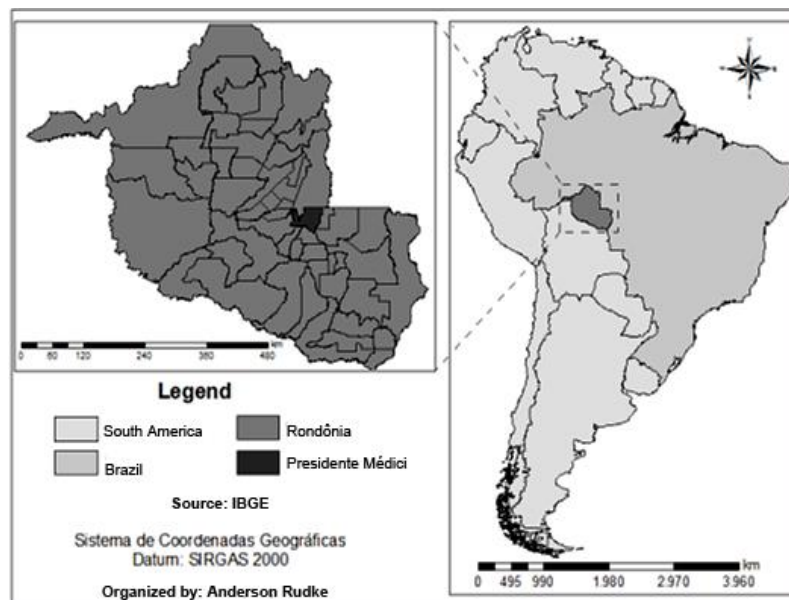 km
0 60 120 240 360 480
Legend
South America
Rondônia
Brazil
Presidente Médici
Source: IBGE
Sistema de Coordenadas Geográficas
Datum: SIRGAS 2000
Organized by: Anderson Rudke
km
0 495 990 1.980 2.970 3.960